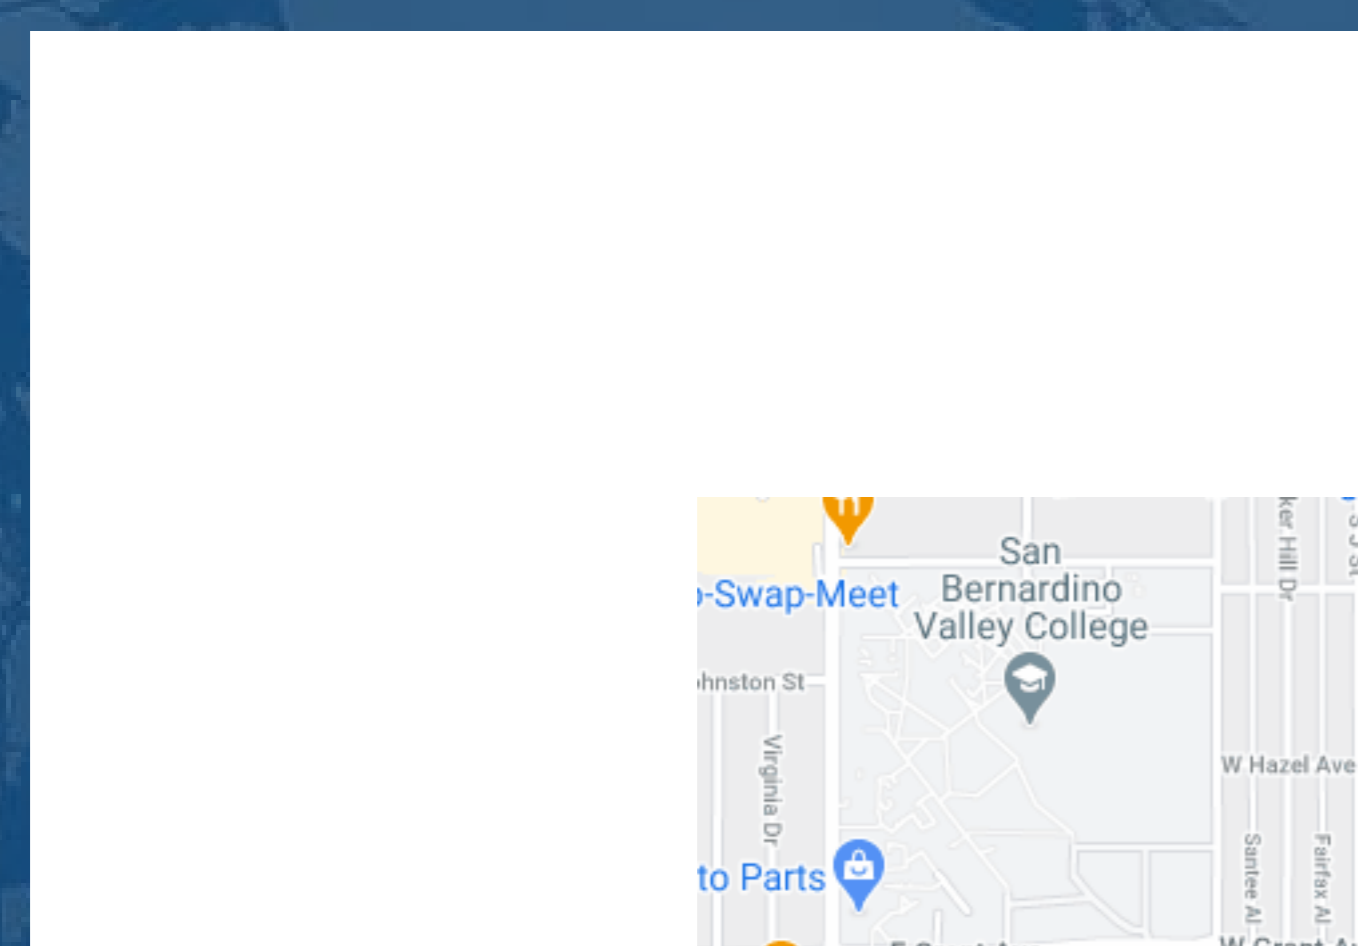 San
Bernardino
Valley College
-Swap-Meet
ker Hill Dr
hnston St
Virginia Dr
W Hazel Ave
to Parts
Santee Al
Fairfax Al